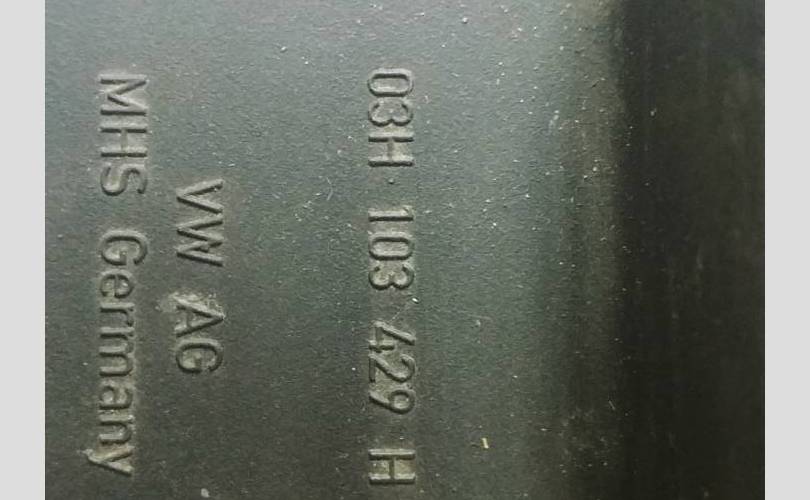 03H 103 429 H
VW AG
MHS Germany